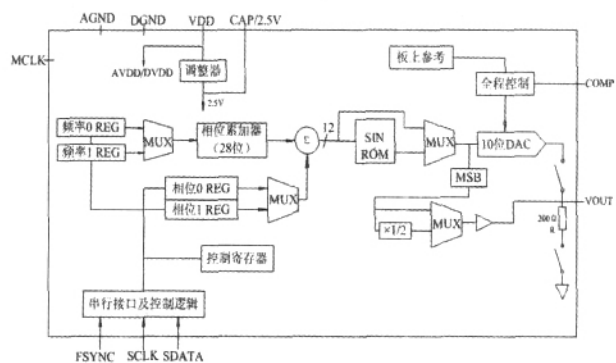 AGND
DGND
VDD
CAP/2.5V
MCLK
AVDD/DVDD
调整器
2.5V
板上参考
全程控制
COMP
频率0 REG
频率1 REG
MUX
相位累加器
(28位)
Σ
12
SIN
ROM
MUX
10位DAC
MSB
相位0 REG
相位1 REG
MUX
×1/2
MUX
VOUT
200Ω
R
控制寄存器
串行接口及控制逻辑
FSYNC
SCLK
SDATA